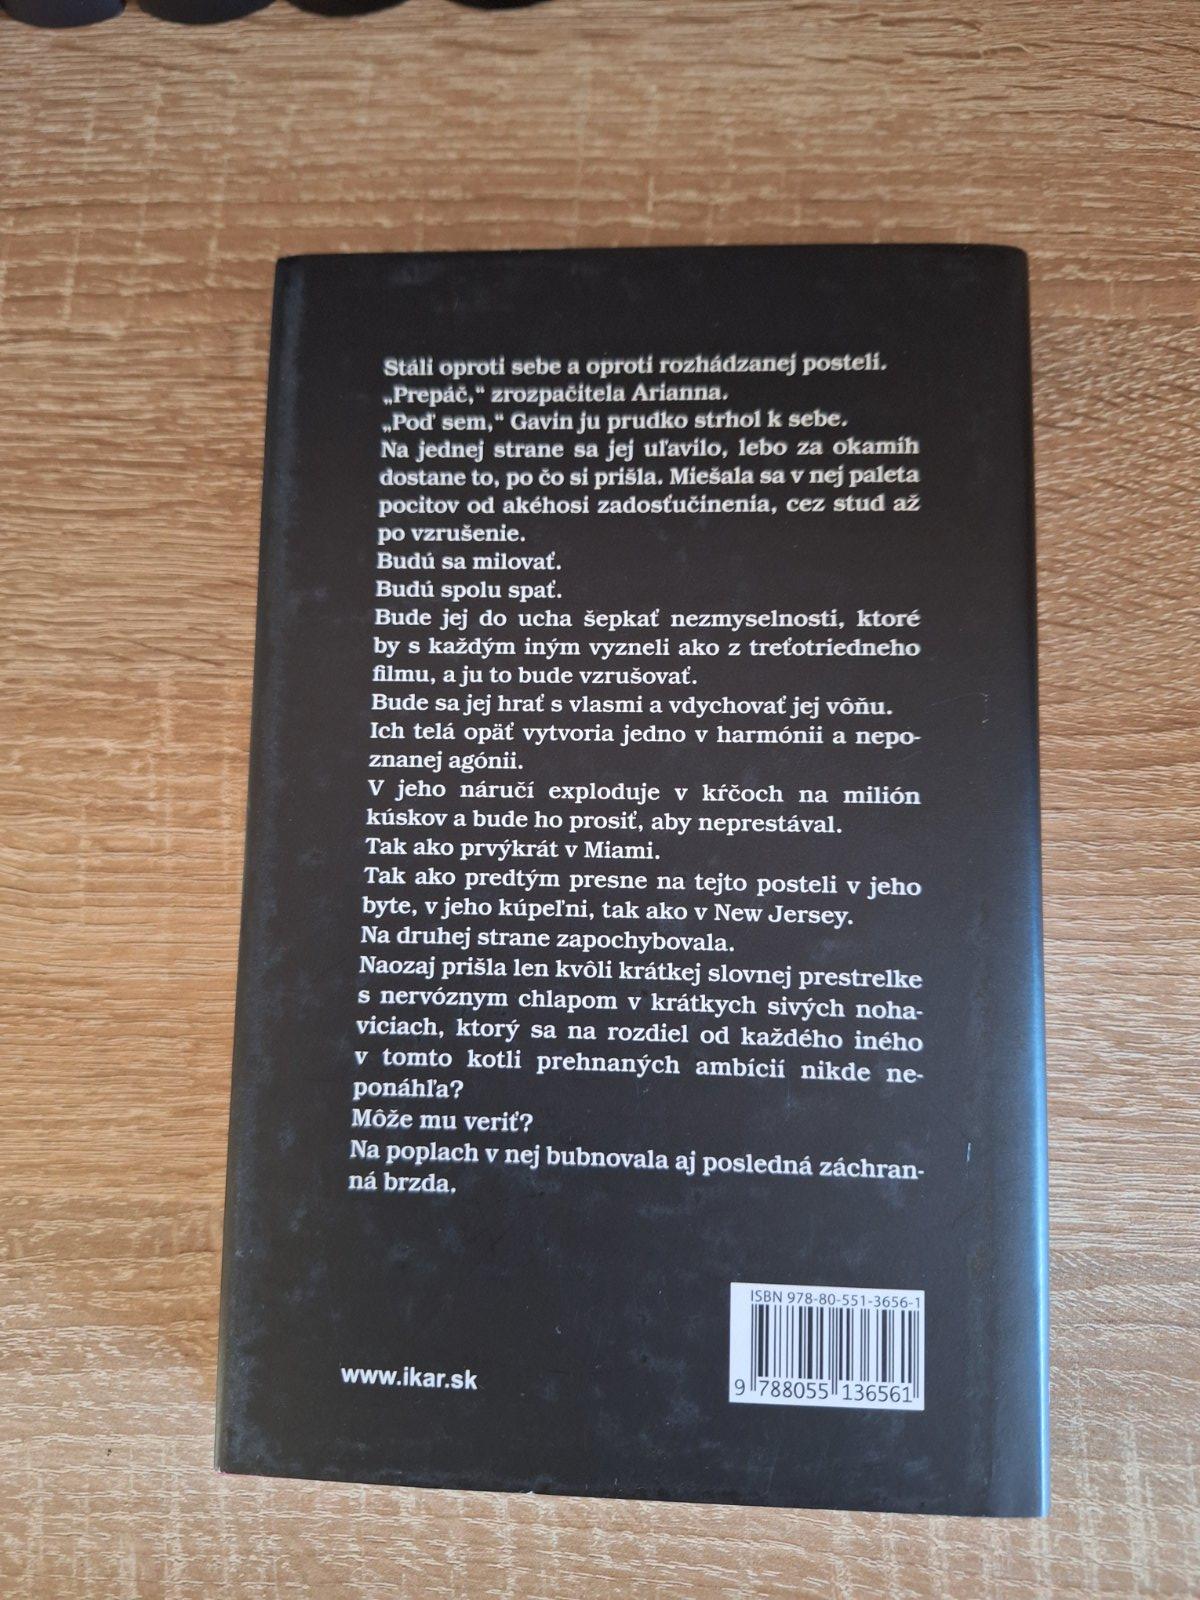 Stáli oproti sebe a oproti rozhádzanej posteli.
„Prepáč,“ zrozpačitela Arianna.
„Poď sem,“ Gavin ju prudko strhol k sebe.
Na jednej strane sa jej uľavilo, lebo za okamih
dostane to, po čo si prišla. Miešala sa v nej paleta
pocitov od akéhosi zadosťučinenia, cez stud až
po vzrušenie.
Budú sa milovať.
Budú spolu spať.
Bude jej do ucha šepkať nezmyselnosti, ktoré
by s každým iným vyzneli ako z treťotriedneho
filmu, a ju to bude vzrušovať.
Bude sa jej hrať s vlasmi a vdychovať jej vôňu.
Ich telá opäť vytvoria jedno v harmónii a nepo-
znanej agónii.
V jeho náručí exploduje v kŕčoch na milión
kúskov a bude ho prosiť, aby neprestával.
Tak ako prvýkrát v Miami.
Tak ako predtým presne na tejto posteli v jeho
byte, v jeho kúpeľni, tak ako v New Jersey.
Na druhej strane zapochybovala.
Naozaj prišla len kvôli krátkej slovnej prestrelke
s nervóznym chlapom v krátkych sivých noha-
viciach, ktorý sa na rozdiel od každého iného
v tomto kotli prehnaných ambícií nikde ne-
ponáhľa?
Môže mu veriť?
Na poplach v nej bubnovala aj posledná záchran-
ná brzda.
ISBN 978-80-551-3656-1
9 788055 136561
www.ikar.sk